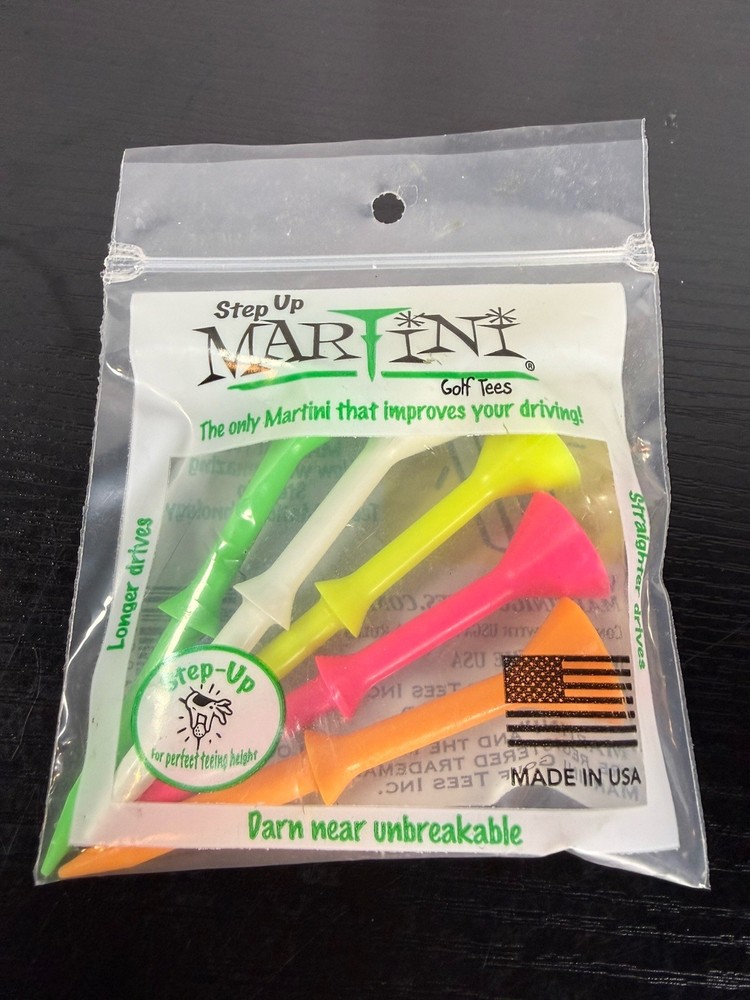 Step Up
MARTiNi®
Golf Tees
The only Martini that improves your driving!
Longer drives
Straighter drives
Step-Up
For perfect teeing height
MADE IN USA
Darn near unbreakable